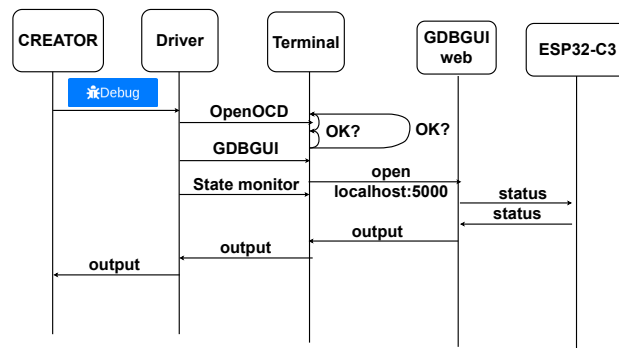 CREATOR
Driver
Terminal
GDBGUI
web
ESP32-C3
Debug
OpenOCD
OK?
OK?
GDBGUI
open
State monitor
localhost:5000
status
status
output
output
output